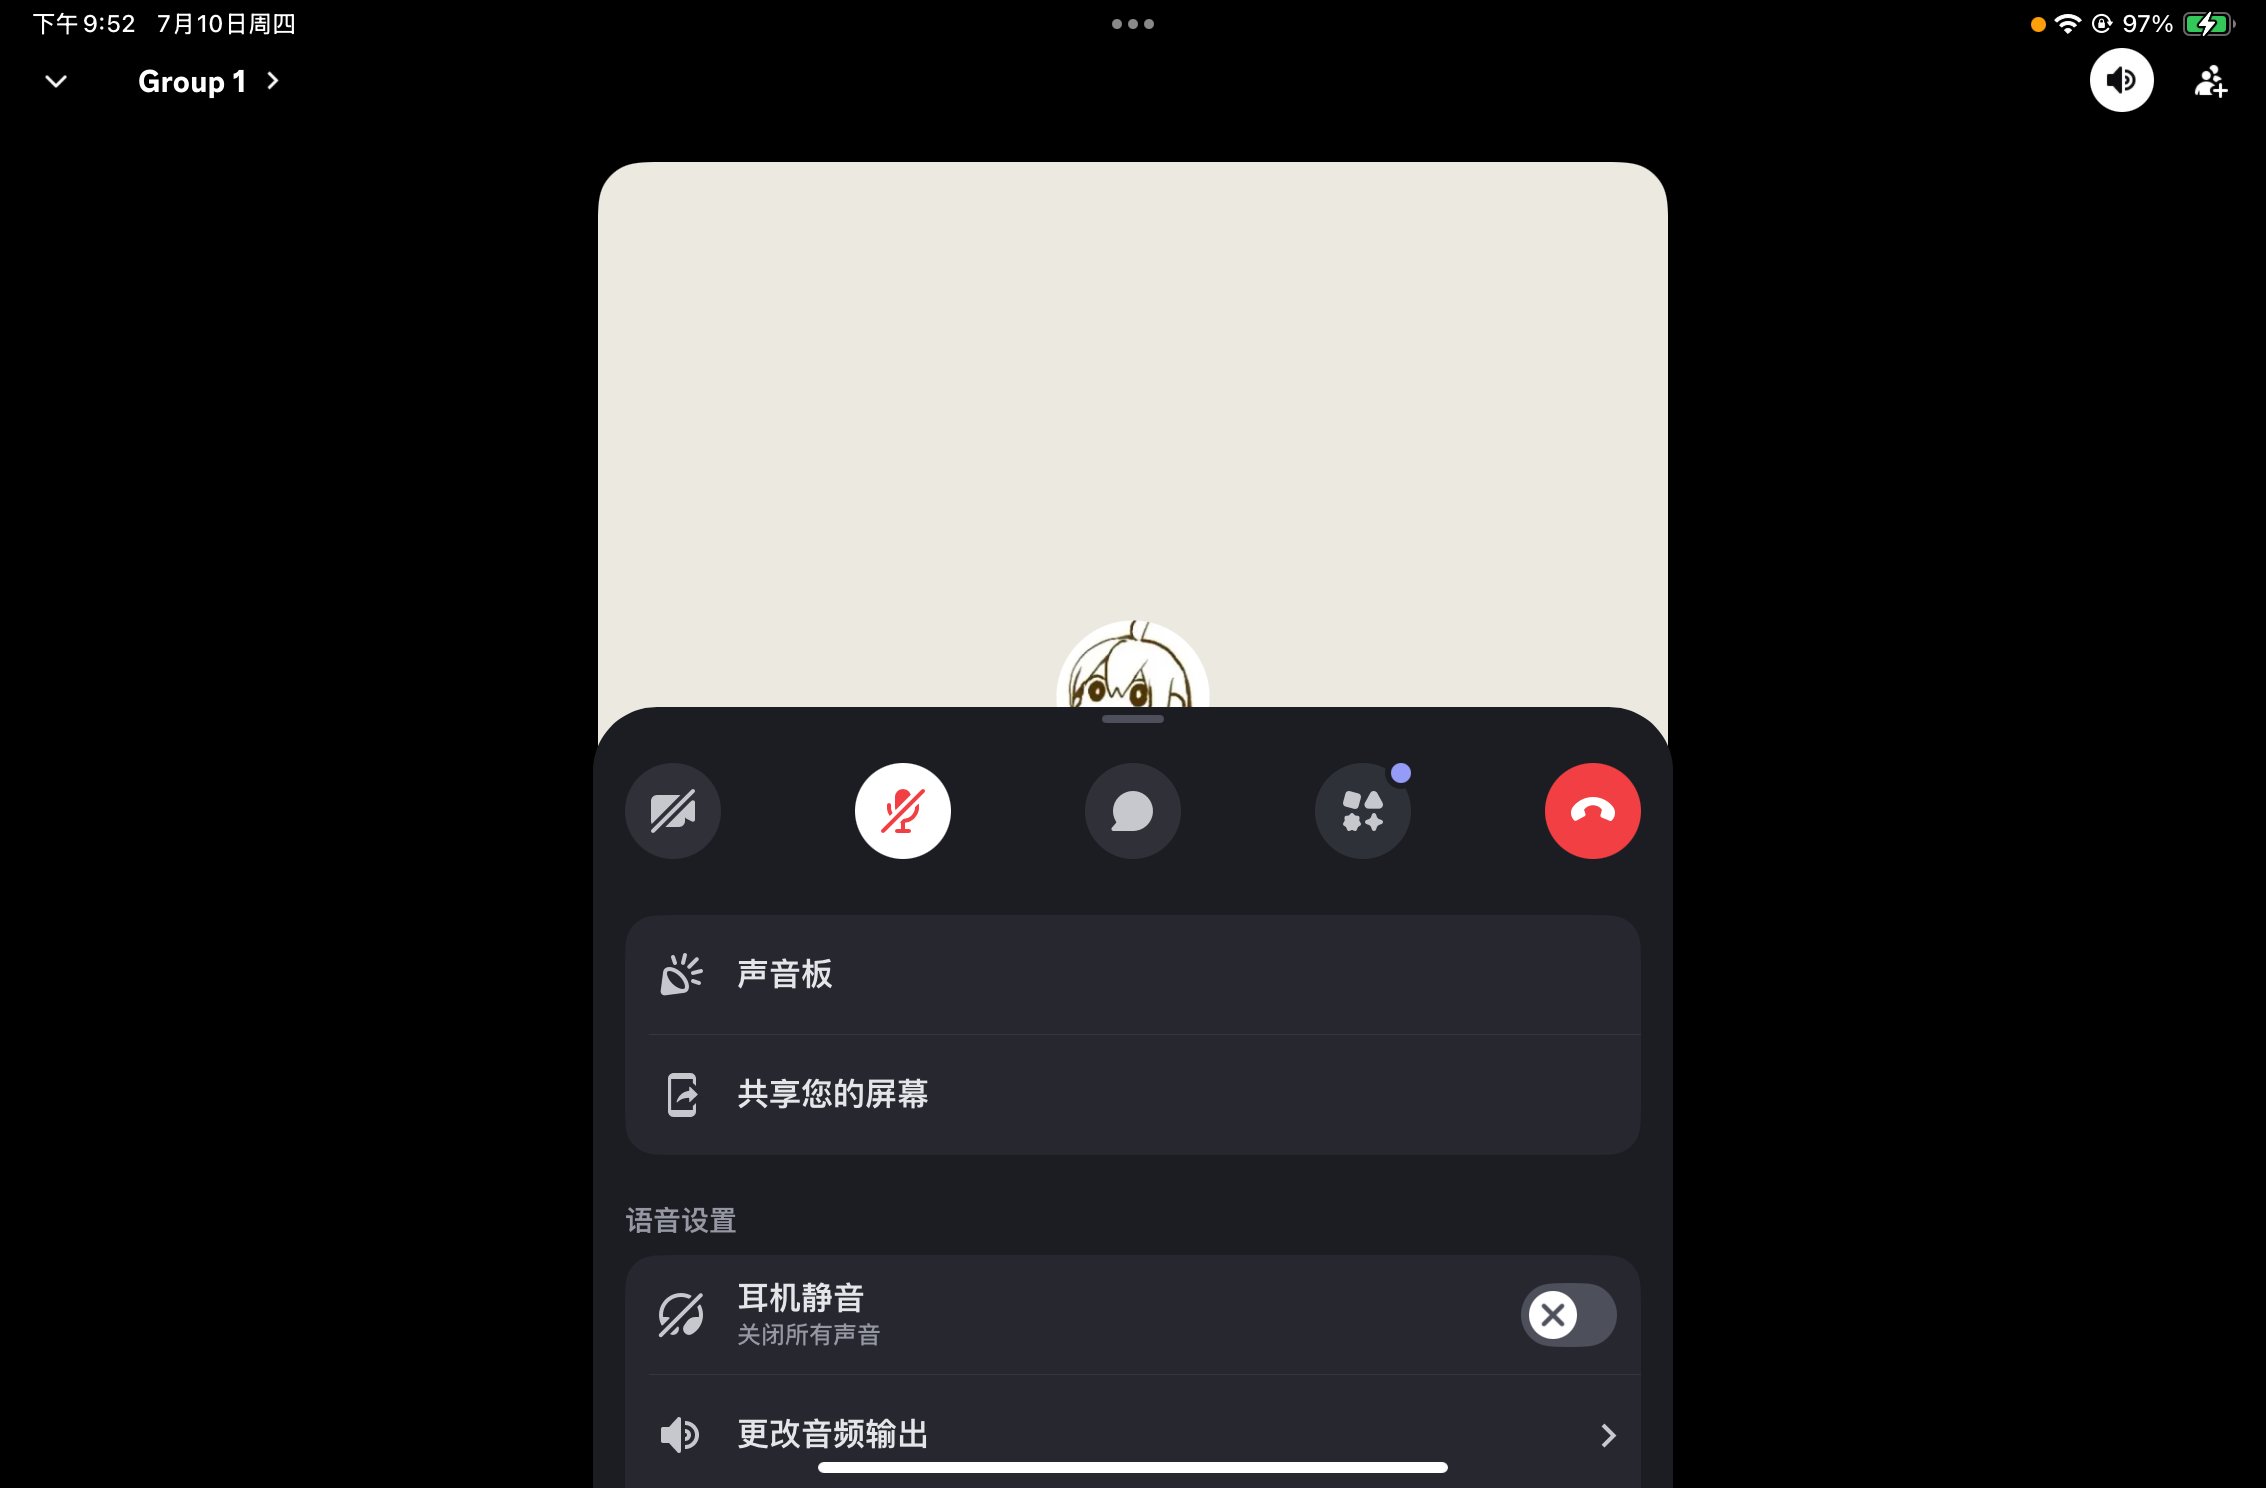 下午9:52 7月10日周四
97%
Group 1
声音板
共享您的屏幕
语音设置
耳机静音
关闭所有声音
更改音频输出